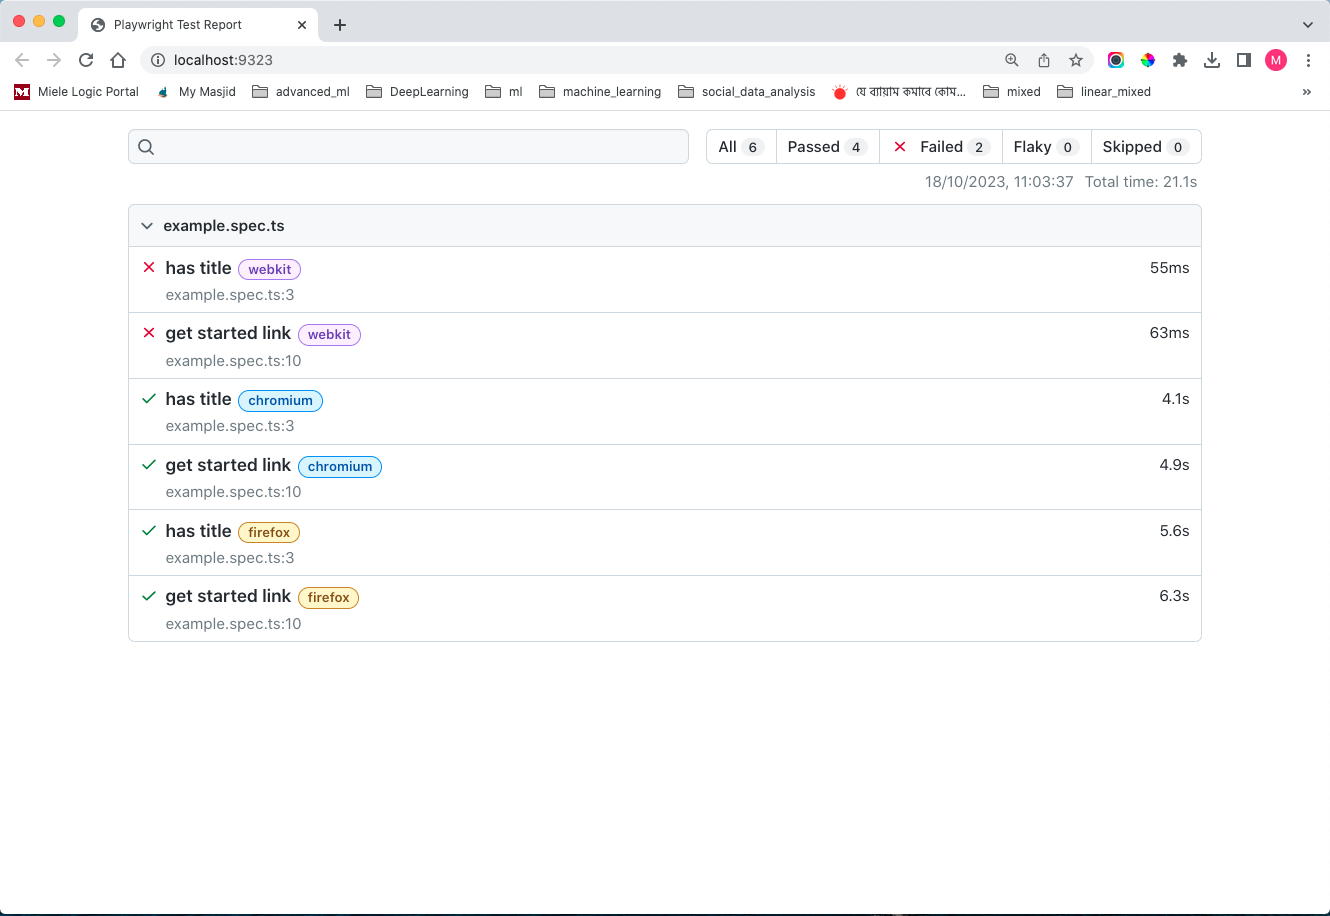 Playwright Test Report
localhost:9323
M
Miele Logic Portal My Masjid advanced_ml DeepLearning ml machine_learning social_data_analysis যে ব্যায়াম কমাবে কোম... mixed linear_mixed »
All 6 Passed 4 Failed 2 Flaky 0 Skipped 0
18/10/2023, 11:03:37 Total time: 21.1s
example.spec.ts
has title webkit 55ms
example.spec.ts:3
get started link webkit 63ms
example.spec.ts:10
has title chromium 4.1s
example.spec.ts:3
get started link chromium 4.9s
example.spec.ts:10
has title firefox 5.6s
example.spec.ts:3
get started link firefox 6.3s
example.spec.ts:10